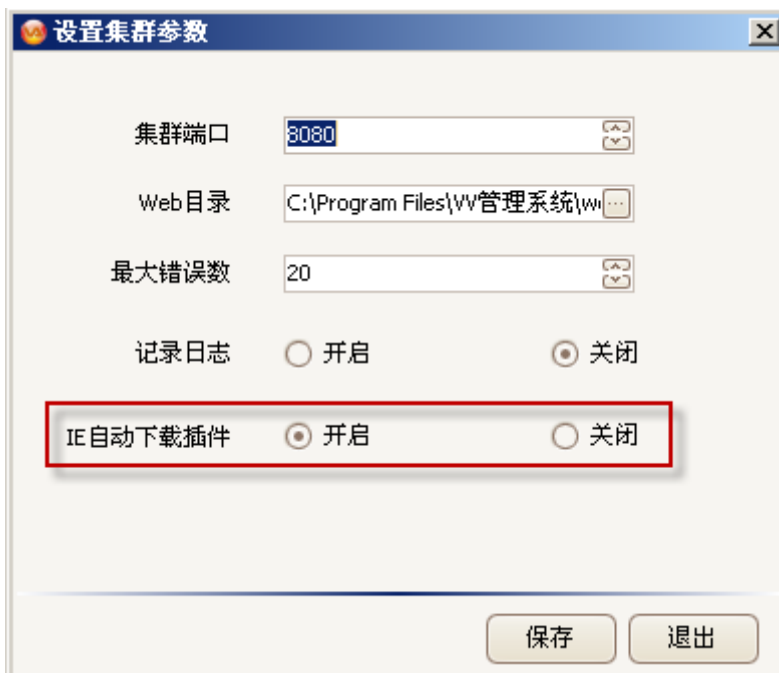 设置集群参数
集群端口 8080
Web目录 C:\Program Files\VV管理系统\w
最大错误数 20
记录日志 开启 关闭
IE自动下载插件 开启 关闭
保存 退出